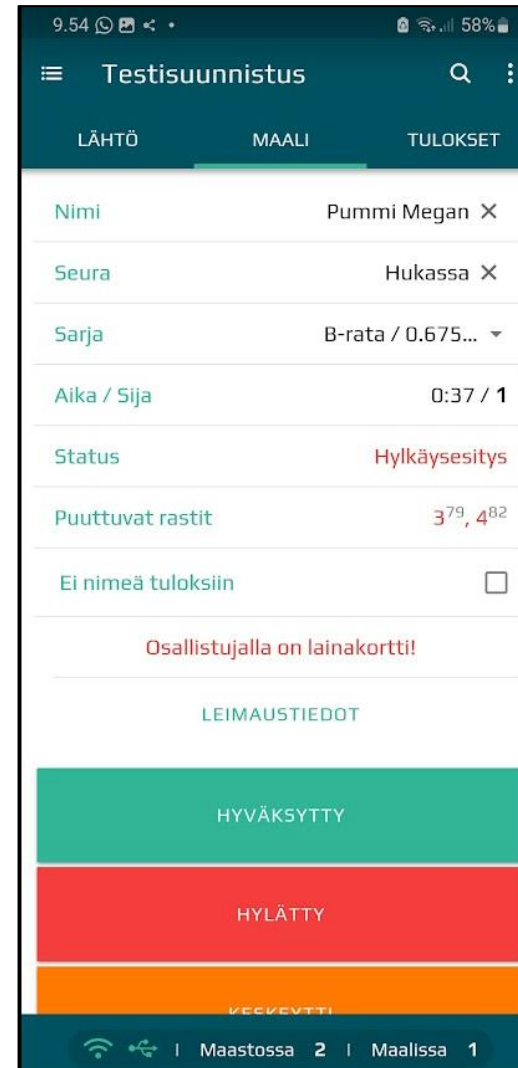 9.54 58%
Testisuunnistus
LÄHTÖ MAALI TULOKSET
Nimi Pummi Megan
Seura Hukassa
Sarja B-rata / 0.675...
Aika / Sija 0:37 / 1
Status Hylkäysesitys
Puuttuvat rastit 3⁷⁹, 4⁸²
Ei nimeä tuloksiin
Osallistujalla on lainakortti!
LEIMAUSTIEDOT
HYVÄKSYTTY
HYLÄTTY
KESKEYTTI
Maastossa 2 | Maalissa 1